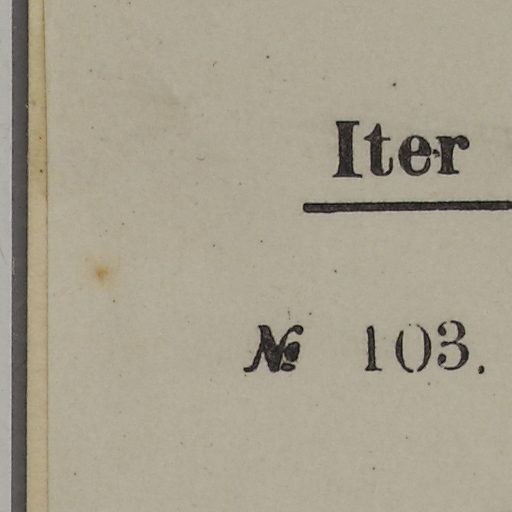 Iter
№ 103.